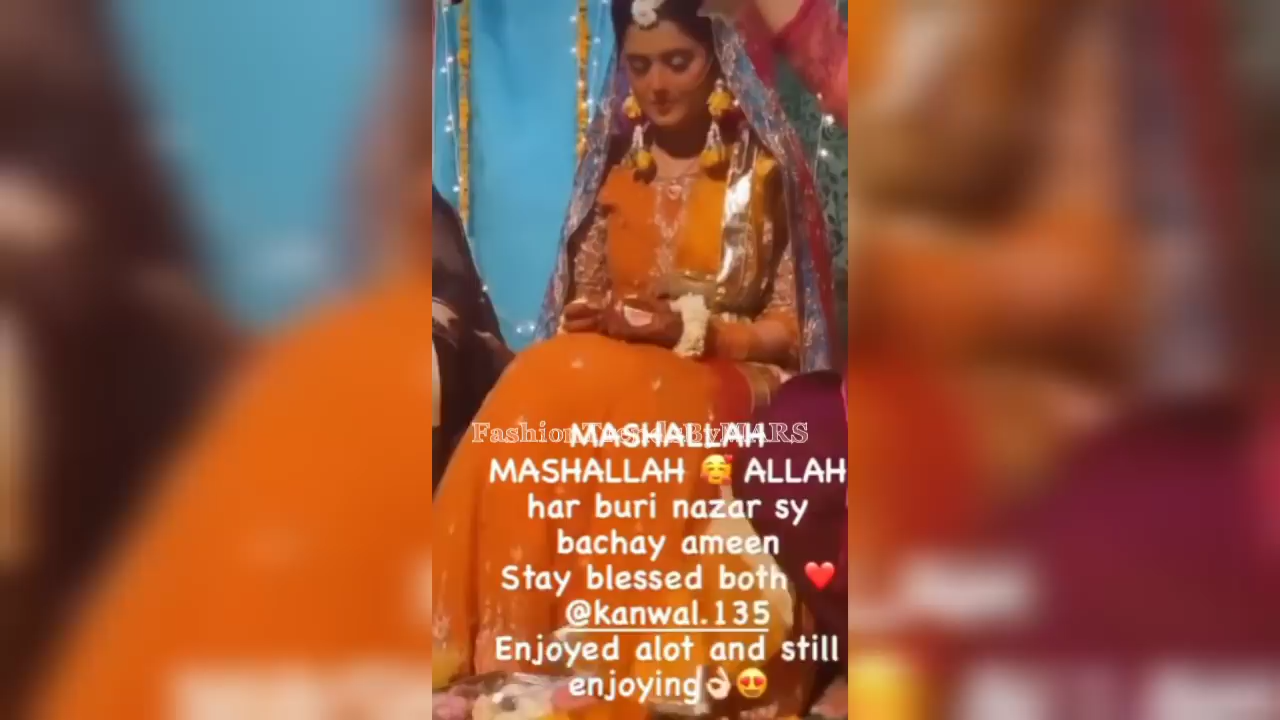 FashionTrendzByMARS
MASHALLAH
MASHALLAH 🥰 ALLAH
har buri nazar sy
bachay ameen
Stay blessed both ❤️
@kanwal.135
Enjoyed alot and still
enjoying👌🏻😍